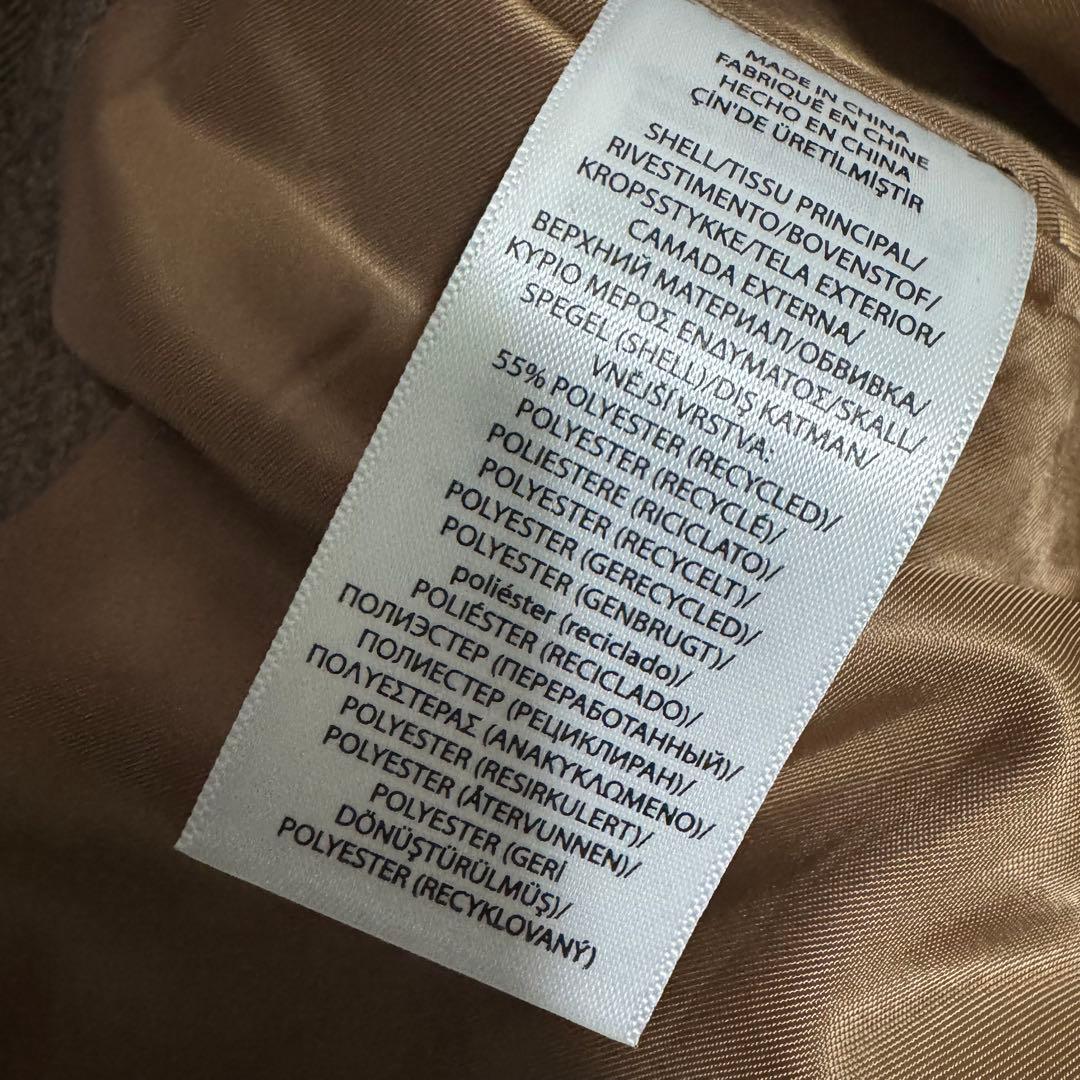 MADE IN CHINA
FABRIQUÉ EN CHINE
HECHO EN CHINA
ÇİN'DE ÜRETİLMİŞTİR
SHELL/TISSU PRINCIPAL/
RIVESTIMENTO/BOVENSTOF/
KROPSSTYKKE/TELA EXTERIOR/
CAMADA EXTERNA/
ВЕРХНИЙ МАТЕРИАЛ/ОБВИВКА/
ΚΥΡΙΟ ΜΕΡΟΣ ΕΝΔΥΜΑΤΟΣ/SKALL/
SPEGEL (SHELL)/DIŞ KATMAN/
VNĚJŠÍ VRSTVA:
55% POLYESTER (RECYCLED)/
POLYESTER (RECYCLÉ)/
POLIESTERE (RICICLATO)/
POLYESTER (RECYCELT)/
POLYESTER (GERECYCLED)/
POLYESTER (GENBRUGT)/
poliéster (reciclado)/
POLIÉSTER (RECICLADO)/
ПОЛИЭСТЕР (ПЕРЕРАБОТАННЫЙ)/
ПОЛИЕСТЕР (РЕЦИКЛИРАН)/
ΠΟΛΥΕΣΤΕΡΑΣ (ΑΝΑΚΥΚΛΩΜΕΝΟ)/
POLYESTER (RESIRKULERT)/
POLYESTER (ÅTERVUNNEN)/
POLYESTER (GERİ
DÖNÜŞTÜRÜLMÜŞ)/
POLYESTER (RECYKLOVANÝ)